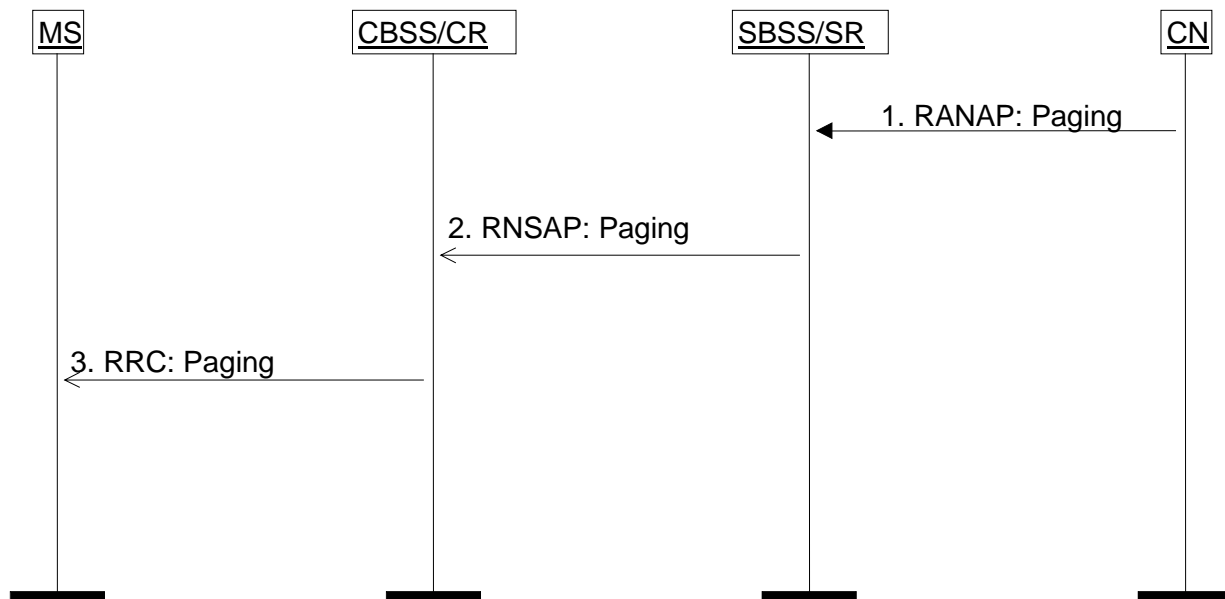 MS
CBSS/CR
SBSS/SR
CN
1. RANAP: Paging
2. RNSAP: Paging
3. RRC: Paging